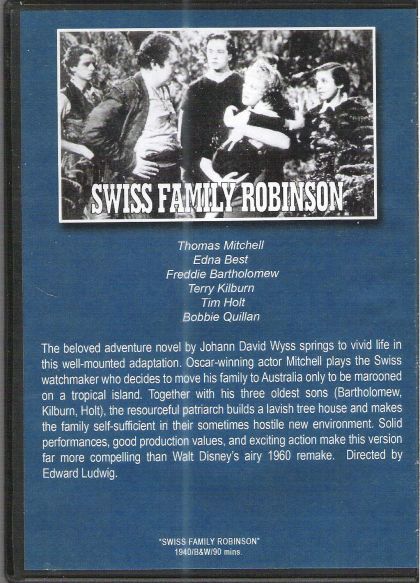 SWISS FAMILY ROBINSON
Thomas Mitchell
Edna Best
Freddie Bartholomew
Terry Kilburn
Tim Holt
Bobbie Quillan
The beloved adventure novel by Johann David Wyss springs to vivid life in
this well-mounted adaptation. Oscar-winning actor Mitchell plays the Swiss
watchmaker who decides to move his family to Australia only to be marooned
on a tropical island. Together with his three oldest sons (Bartholomew,
Kilburn, Holt), the resourceful patriarch builds a lavish tree house and makes
the family self-sufficient in their sometimes hostile new environment. Solid
performances, good production values, and exciting action make this version
far more compelling than Walt Disney's airy 1960 remake. Directed by
Edward Ludwig.
"SWISS FAMILY ROBINSON"
1940/B&W/90 mins.